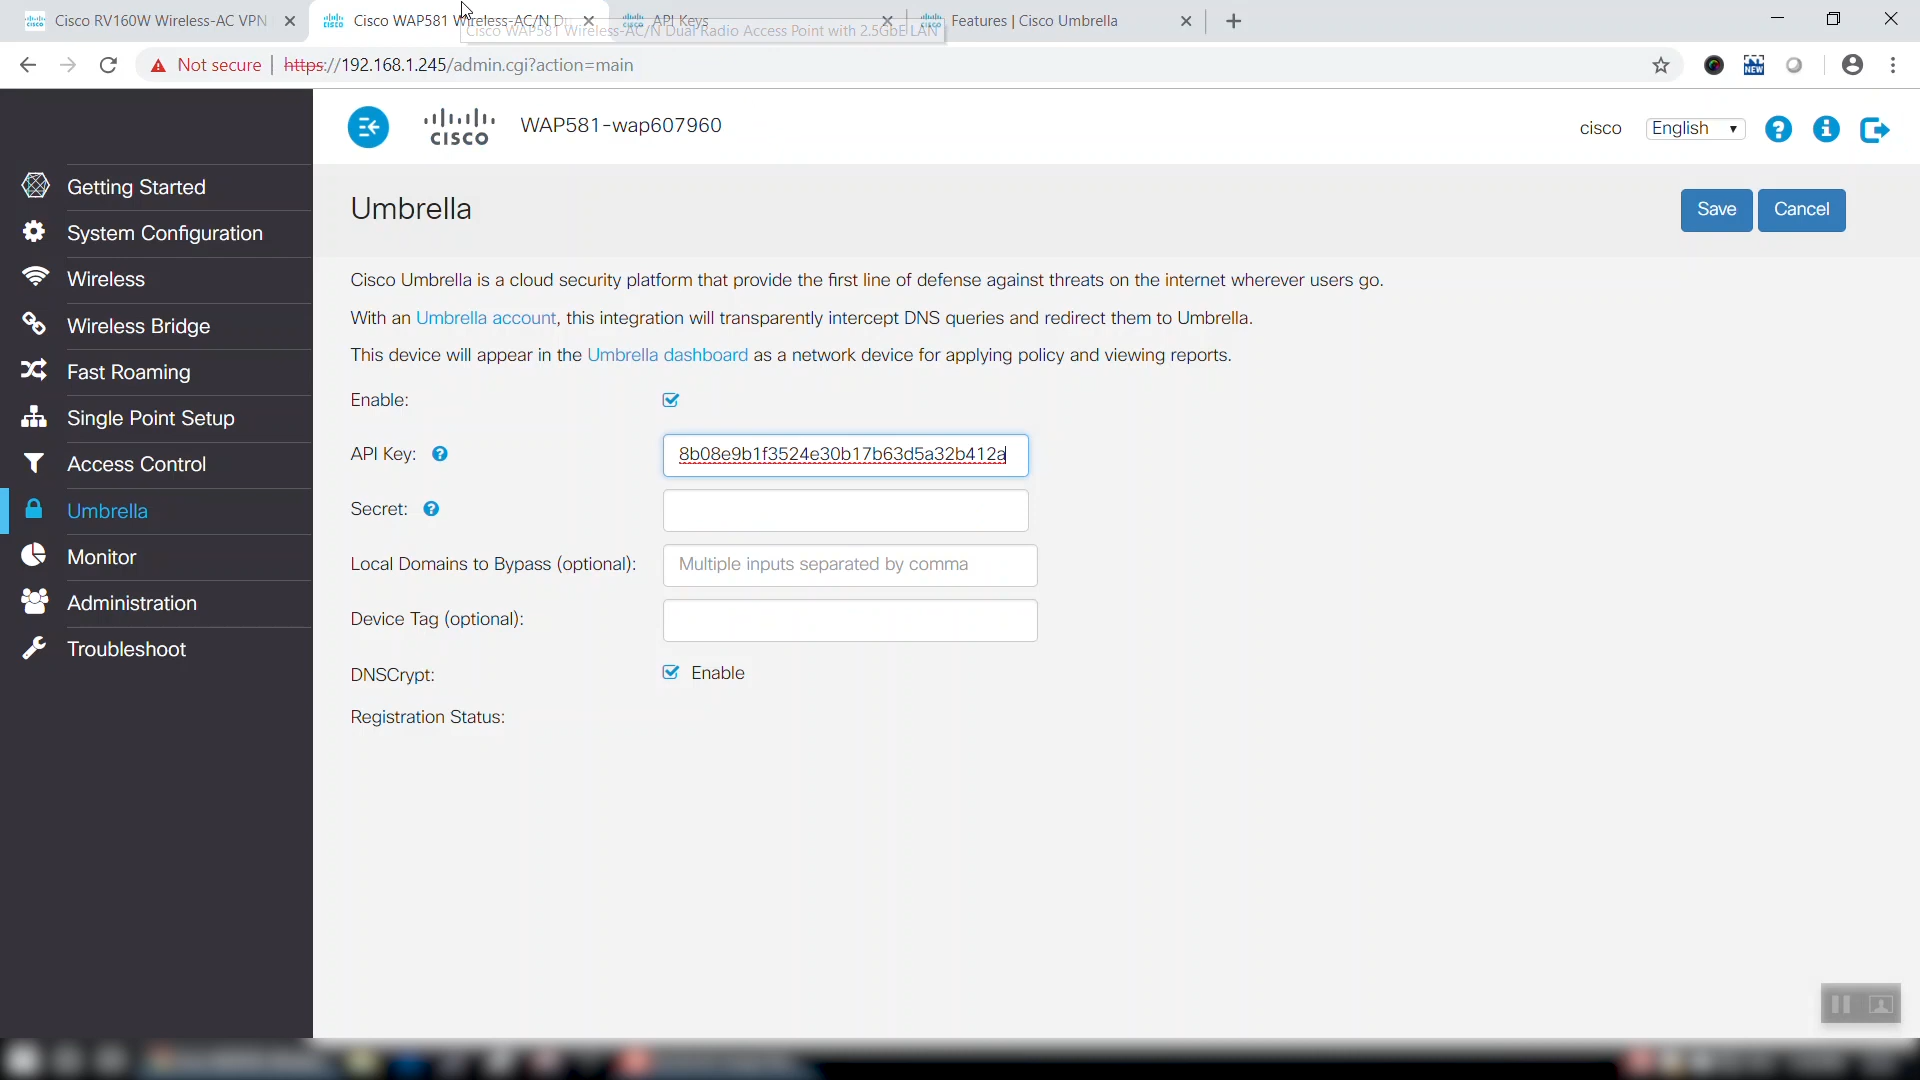 Cisco RV160W Wireless-AC VPN
Cisco WAP581 Wireless-AC/N D
API Keys
Features | Cisco Umbrella
Cisco WAP581 Wireless-AC/N Dual Radio Access Point with 2.5GbE LAN
Not secure
https://192.168.1.245/admin.cgi?action=main
NEW
cisco
WAP581-wap607960
cisco
English
Getting Started
System Configuration
Wireless
Wireless Bridge
Fast Roaming
Single Point Setup
Access Control
Umbrella
Monitor
Administration
Troubleshoot
Umbrella
Save
Cancel
Cisco Umbrella is a cloud security platform that provide the first line of defense against threats on the internet wherever users go.
With an Umbrella account, this integration will transparently intercept DNS queries and redirect them to Umbrella.
This device will appear in the Umbrella dashboard as a network device for applying policy and viewing reports.
Enable:
API Key: ?
8b08e9b1f3524e30b17b63d5a32b412a
Secret: ?
Local Domains to Bypass (optional):
Multiple inputs separated by comma
Device Tag (optional):
DNSCrypt:
Enable
Registration Status: